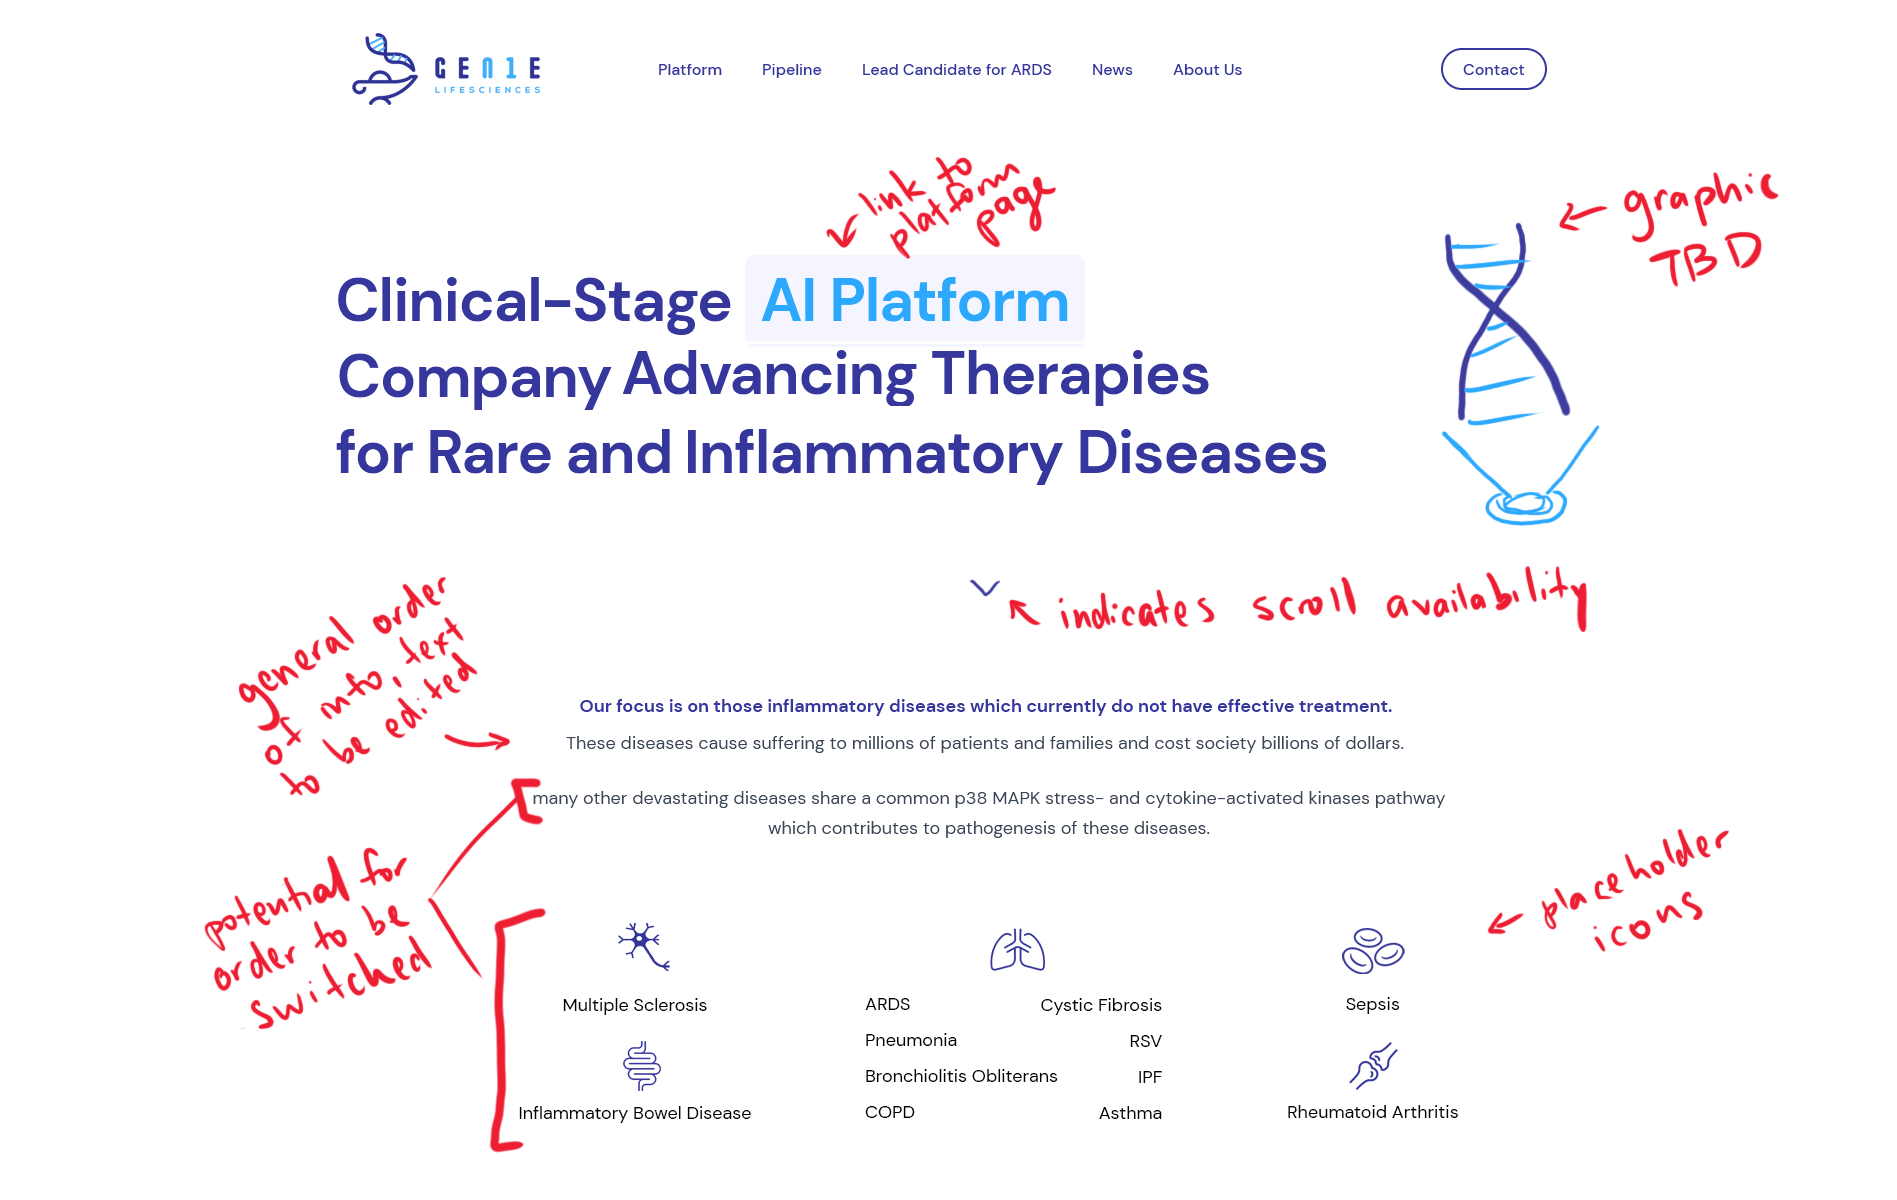 GEN1E
LIFESCIENCES
Platform
Pipeline
Lead Candidate for ARDS
News
About Us
Contact
link to
platform
page
graphic
TBD
Clinical-Stage AI Platform
Company Advancing Therapies
for Rare and Inflammatory Diseases
indicates scroll availability
general order
of info, text
to be edited
Our focus is on those inflammatory diseases which currently do not have effective treatment.
These diseases cause suffering to millions of patients and families and cost society billions of dollars.
many other devastating diseases share a common p38 MAPK stress- and cytokine-activated kinases pathway
which contributes to pathogenesis of these diseases.
potential for
order to be
switched
placeholder
icons
Multiple Sclerosis
Inflammatory Bowel Disease
ARDS
Pneumonia
Bronchiolitis Obliterans
COPD
Cystic Fibrosis
RSV
IPF
Asthma
Sepsis
Rheumatoid Arthritis